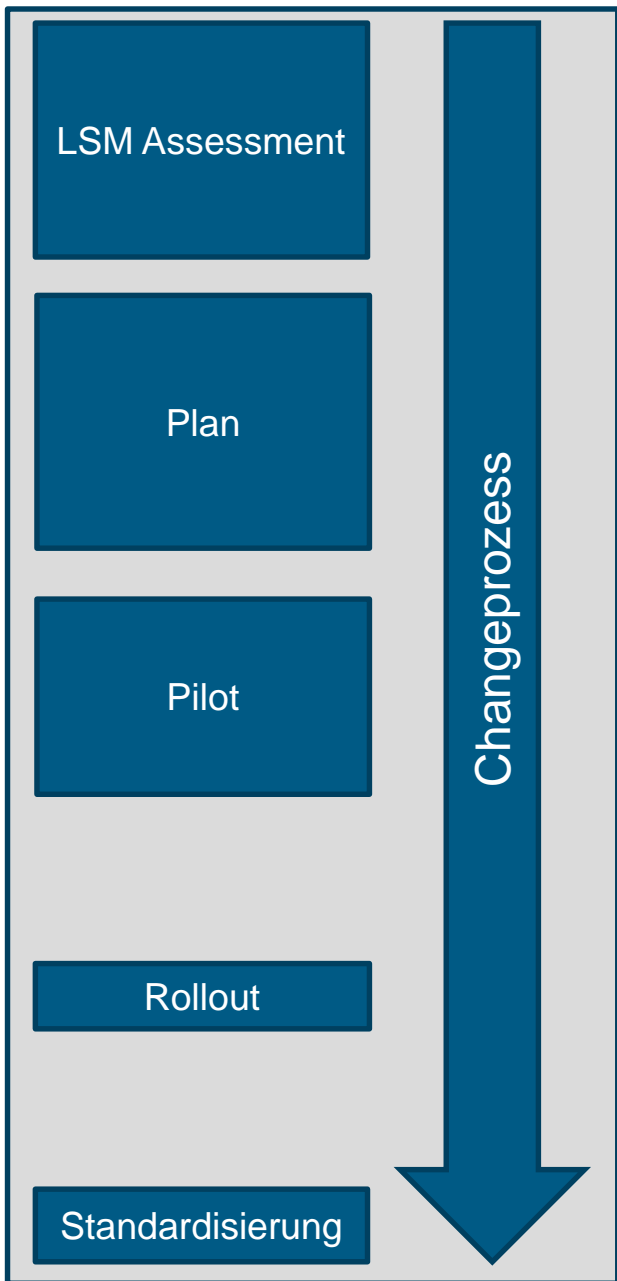 LSM Assessment
Plan
Pilot
Rollout
Standardisierung
Changeprozess